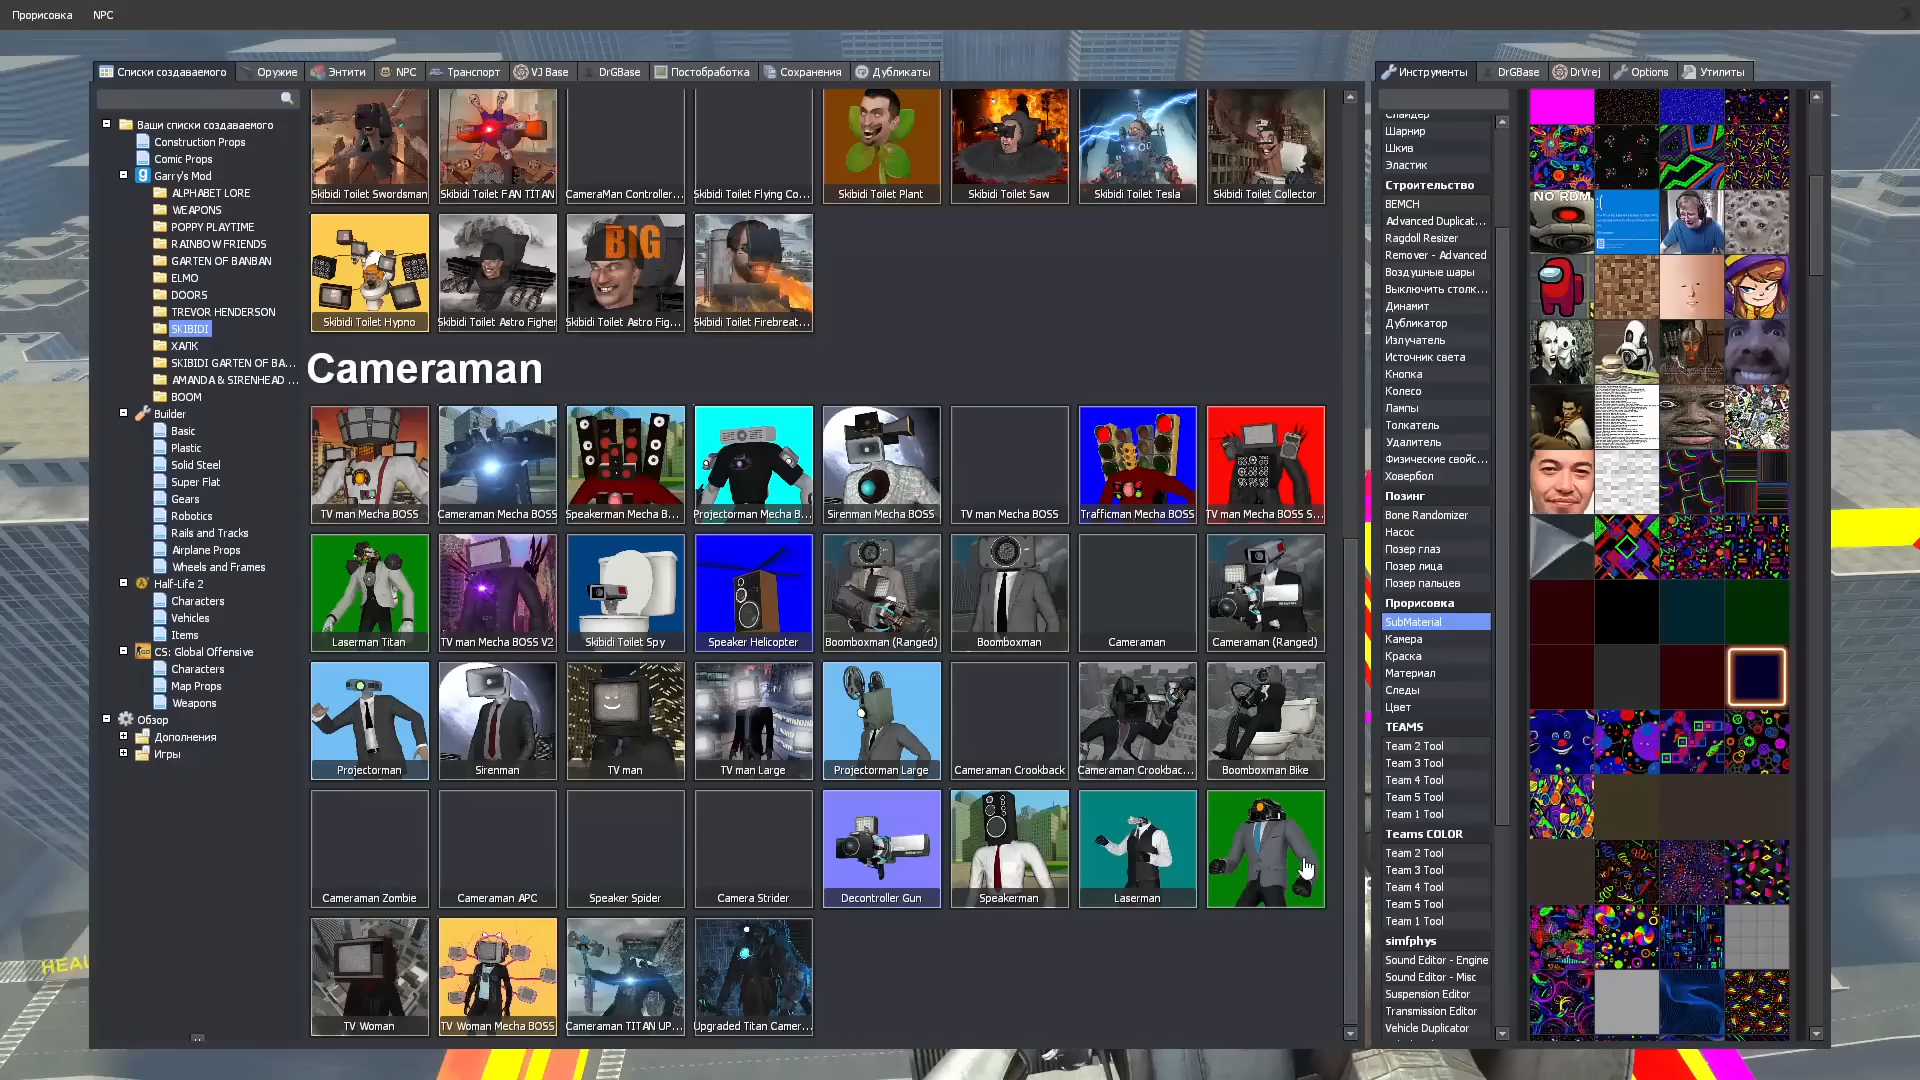 Прорисовка NPC
Списки создаваемого Оружие Энтити NPC Транспорт VJ Base DrGBase Постобработка Сохранения Дубликаты
Инструменты DrGBase DrVrej Options Утилиты
Ваши списки создаваемого
Construction Props
Comic Props
Garry's Mod
ALPHABET LORE
WEAPONS
POPPY PLAYTIME
RAINBOW FRIENDS
GARTEN OF BANBAN
ELMO
DOORS
TREVOR HENDERSON
SKIBIDI
ХАЛК
SKIBIDI GARTEN OF BA...
AMANDA & SIRENHEAD ...
BOOM
Builder
Basic
Plastic
Solid Steel
Super Flat
Gears
Robotics
Rails and Tracks
Airplane Props
Wheels and Frames
Half-Life 2
Characters
Vehicles
Items
CS: Global Offensive
Characters
Map Props
Weapons
Обзор
Дополнения
Игры
Skibidi Toilet Swordsman Skibidi Toilet FAN TITAN CameraMan Controller... Skibidi Toilet Flying Co... Skibidi Toilet Plant Skibidi Toilet Saw Skibidi Toilet Tesla Skibidi Toilet Collector
BIG
Skibidi Toilet Hypno Skibidi Toilet Astro Figher Skibidi Toilet Astro Fig... Skibidi Toilet Firebreat...
Cameraman
TV man Mecha BOSS Cameraman Mecha BOSS Speakerman Mecha B... Projectorman Mecha B... Sirenman Mecha BOSS TV man Mecha BOSS Trafficman Mecha BOSS TV man Mecha BOSS S...
Laserman Titan TV man Mecha BOSS V2 Skibidi Toilet Spy Speaker Helicopter Boomboxman (Ranged) Boomboxman Cameraman Cameraman (Ranged)
Projectorman Sirenman TV man TV man Large Projectorman Large Cameraman Crookback Cameraman Crookbac... Boomboxman Bike
Cameraman Zombie Cameraman APC Speaker Spider Camera Strider Decontroller Gun Speakerman Laserman
TV Woman TV Woman Mecha BOSS Cameraman TITAN UP... Upgraded Titan Camer...
Слайдер
Шарнир
Шкив
Эластик
Строительство
BEMCH
Advanced Duplicat...
Ragdoll Resizer
Remover - Advanced
Воздушные шары
Выключить столк...
Динамит
Дубликатор
Излучатель
Источник света
Кнопка
Колесо
Лампы
Толкатель
Удалитель
Физические свойс...
Ховербол
Позинг
Bone Randomizer
Насос
Позер глаз
Позер лица
Позер пальцев
Прорисовка
SubMaterial
Камера
Краска
Материал
Следы
Цвет
TEAMS
Team 2 Tool
Team 3 Tool
Team 4 Tool
Team 5 Tool
Team 1 Tool
Teams COLOR
Team 2 Tool
Team 3 Tool
Team 4 Tool
Team 5 Tool
Team 1 Tool
simfphys
Sound Editor - Engine
Sound Editor - Misc
Suspension Editor
Transmission Editor
Vehicle Duplicator
NO RDM
:(
HEAL